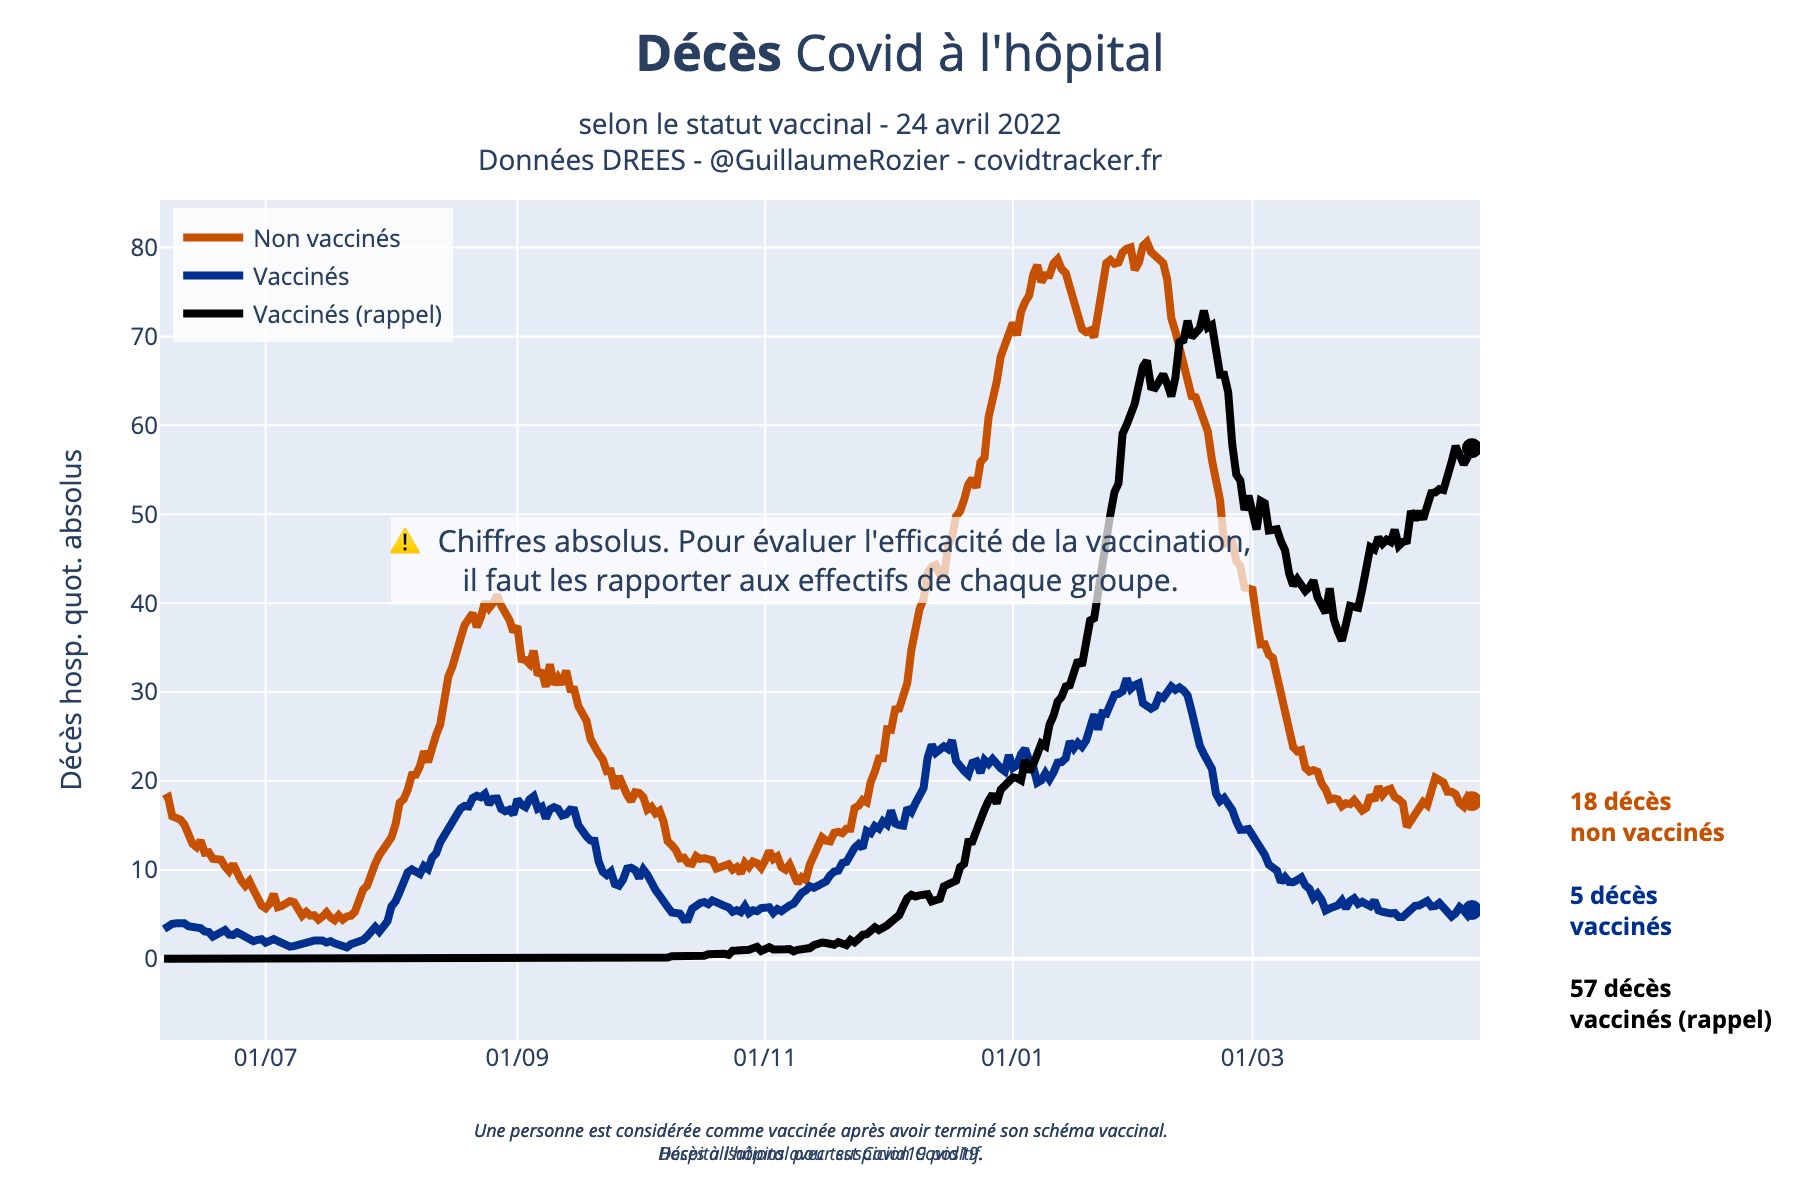 Décès Covid à l'hôpital
selon le statut vaccinal - 24 avril 2022
Données DREES - @GuillaumeRozier - covidtracker.fr
Non vaccinés
Vaccinés
Vaccinés (rappel)
80
70
60
50
40
30
20
10
0
Décès hosp. quot. absolus
⚠ Chiffres absolus. Pour évaluer l'efficacité de la vaccination,
il faut les rapporter aux effectifs de chaque groupe.
18 décès
non vaccinés
5 décès
vaccinés
57 décès
vaccinés (rappel)
01/07
01/09
01/11
01/01
01/03
Une personne est considérée comme vaccinée après avoir terminé son schéma vaccinal.